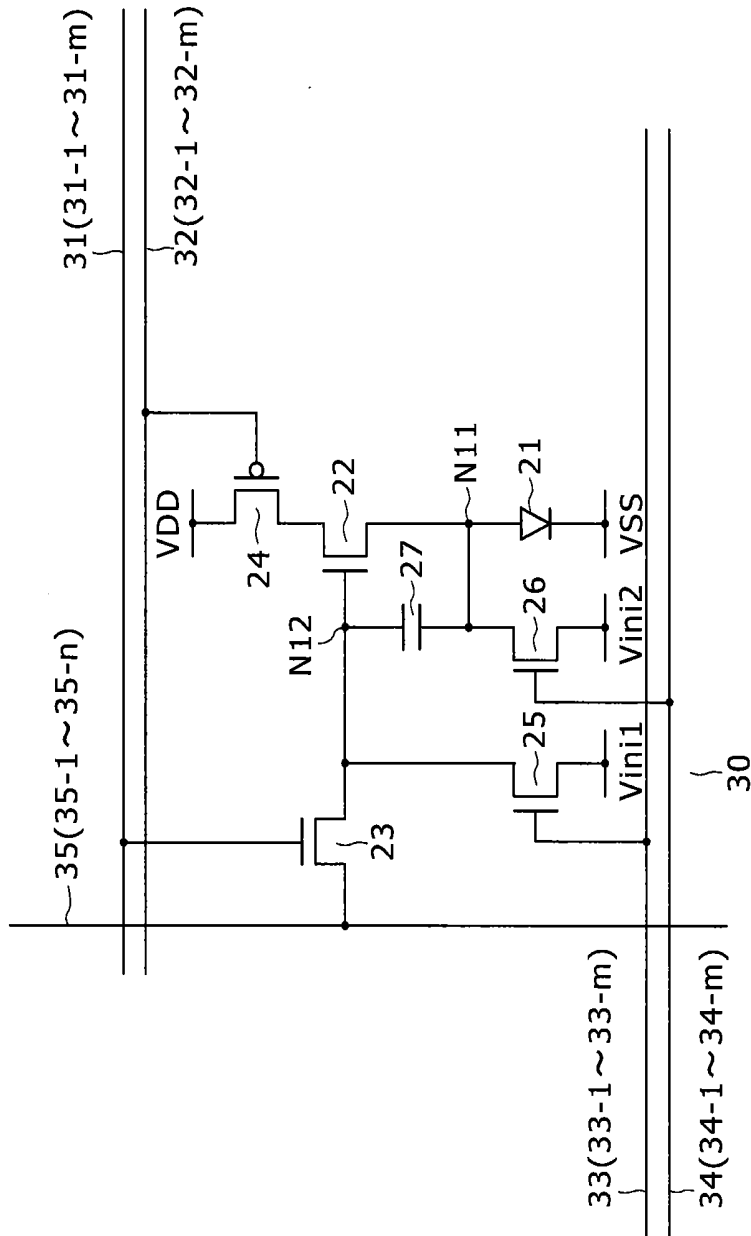 31(31-1~31-m)
32(32-1~32-m)
35(35-1~35-n)
VDD
24
22
N12
27
N11
23
25
26
21
Vini1
Vini2
VSS
33(33-1~33-m)
34(34-1~34-m)
30